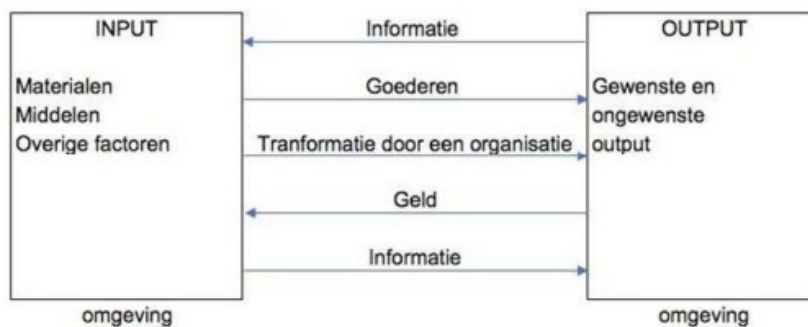 INPUT
Materialen
Middelen
Overige factoren
Informatie
Goederen
Tranformatie door een organisatie
Geld
Informatie
OUTPUT
Gewenste en
ongewenste
output
omgeving
omgeving